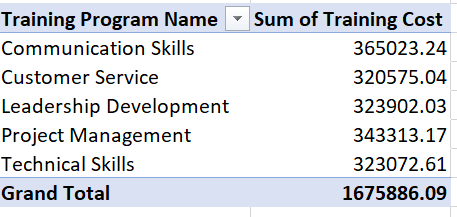 Training Program Name Sum of Training Cost
Communication Skills 365023.24
Customer Service 320575.04
Leadership Development 323902.03
Project Management 343313.17
Technical Skills 323072.61
Grand Total 1675886.09